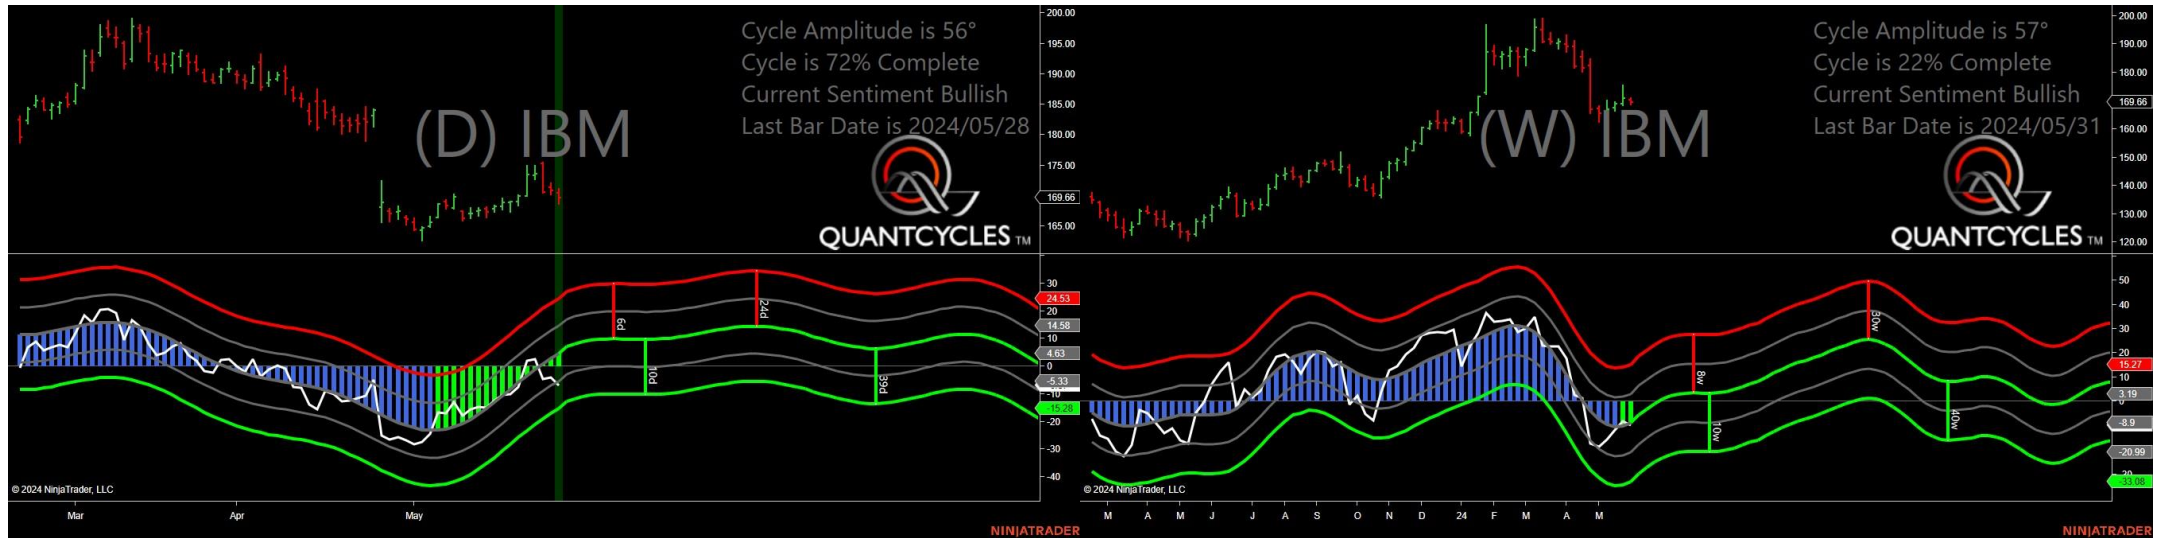 Cycle Amplitude is 56°
Cycle is 72% Complete
Current Sentiment Bullish
Last Bar Date is 2024/05/28
(D) IBM
QUANTCYCLES TM
200.00
195.00
190.00
185.00
180.00
175.00
169.66
165.00
30
24.53
20
14.58
10
4.63
0
-5.33
-10
-15.28
-20
-30
-40
6d
10d
24d
39d
© 2024 NinjaTrader, LLC
Mar
Apr
May
NINJATRADER
Cycle Amplitude is 57°
Cycle is 22% Complete
Current Sentiment Bullish
Last Bar Date is 2024/05/31
(W) IBM
QUANTCYCLES TM
200.00
190.00
180.00
169.66
160.00
150.00
140.00
130.00
120.00
50
40
30
20
15.27
10
3.19
0
-8.9
-20.99
-33.08
8w
10w
30w
40w
© 2024 NinjaTrader, LLC
M A M J J A S O N D 24 F M A M
NINJATRADER